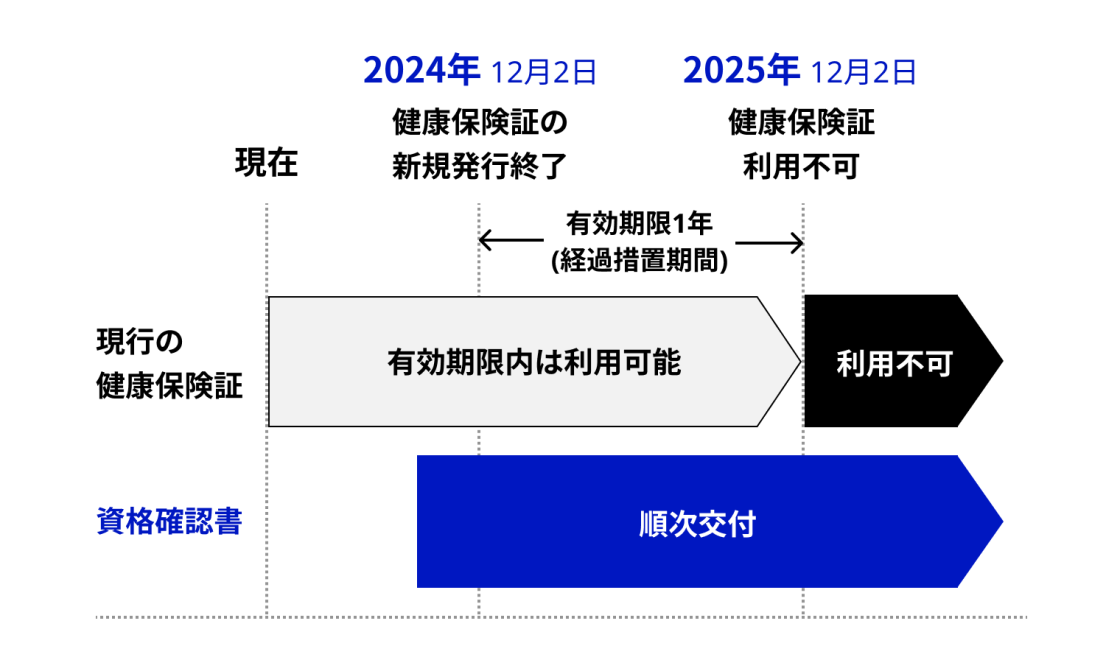 2024年 12月2日
健康保険証の
新規発行終了
2025年 12月2日
健康保険証
利用不可
現在
有効期限1年
(経過措置期間)
現行の
健康保険証
有効期限内は利用可能
利用不可
資格確認書
順次交付